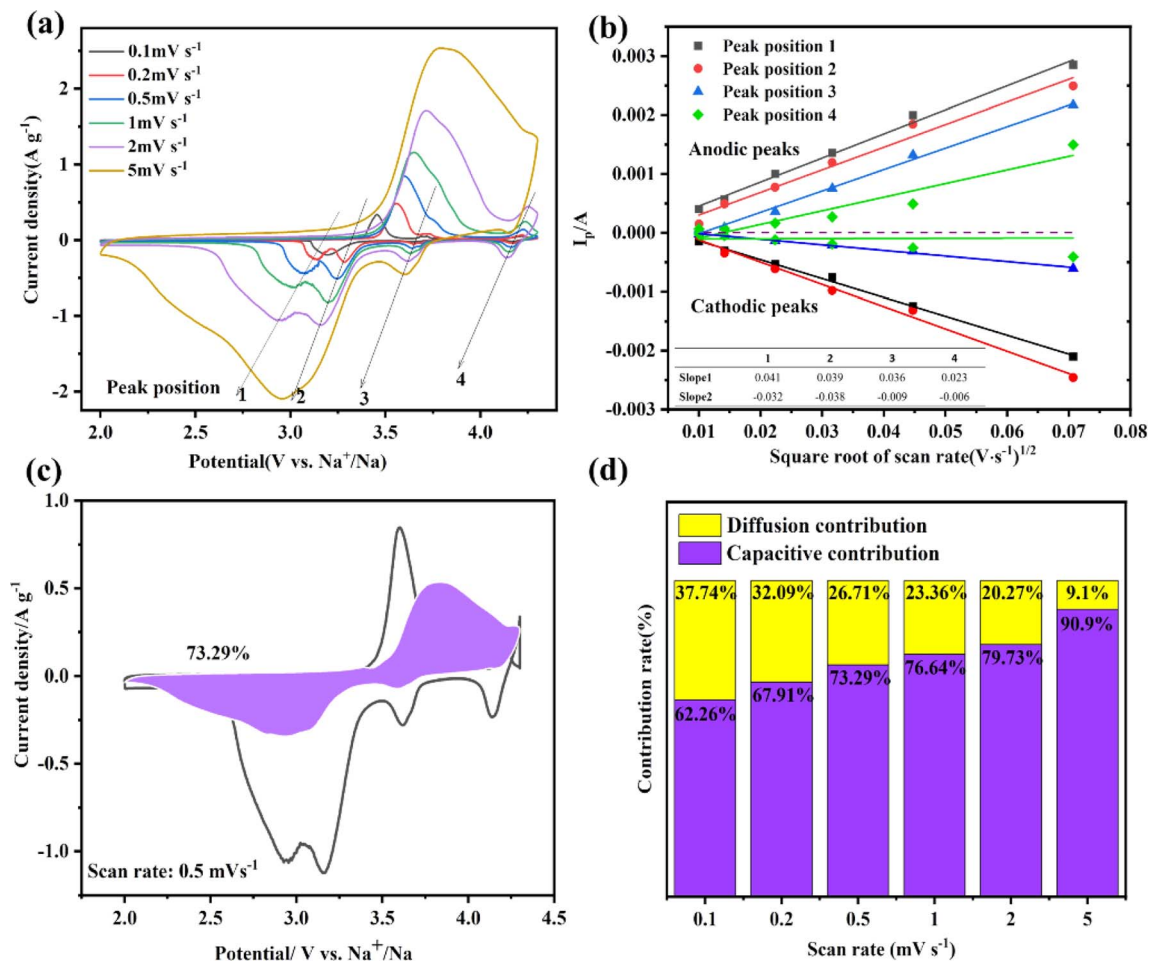 (a)
0.1mV s⁻¹
0.2mV s⁻¹
0.5mV s⁻¹
1mV s⁻¹
2mV s⁻¹
5mV s⁻¹
Current density(A g⁻¹)
2
1
0
-1
-2
Peak position
1
2
3
4
2.0
2.5
3.0
3.5
4.0
Potential(V vs. Na⁺/Na)
(b)
Peak position 1
Peak position 2
Peak position 3
Peak position 4
Anodic peaks
Cathodic peaks
Iₚ/A
0.003
0.002
0.001
0.000
-0.001
-0.002
-0.003
1 2 3 4
Slope1 0.041 0.039 0.036 0.023
Slope2 -0.032 -0.038 -0.009 -0.006
0.01 0.02 0.03 0.04 0.05 0.06 0.07 0.08
Square root of scan rate(V·s⁻¹)¹/²
(c)
Current density/A g⁻¹
1.0
0.5
0.0
-0.5
-1.0
73.29%
Scan rate: 0.5 mVs⁻¹
2.0 2.5 3.0 3.5 4.0 4.5
Potential/ V vs. Na⁺/Na
(d)
Diffusion contribution
Capacitive contribution
Contribution rate(%)
37.74% 32.09% 26.71% 23.36% 20.27% 9.1%
62.26% 67.91% 73.29% 76.64% 79.73% 90.9%
0.1 0.2 0.5 1 2 5
Scan rate (mV s⁻¹)